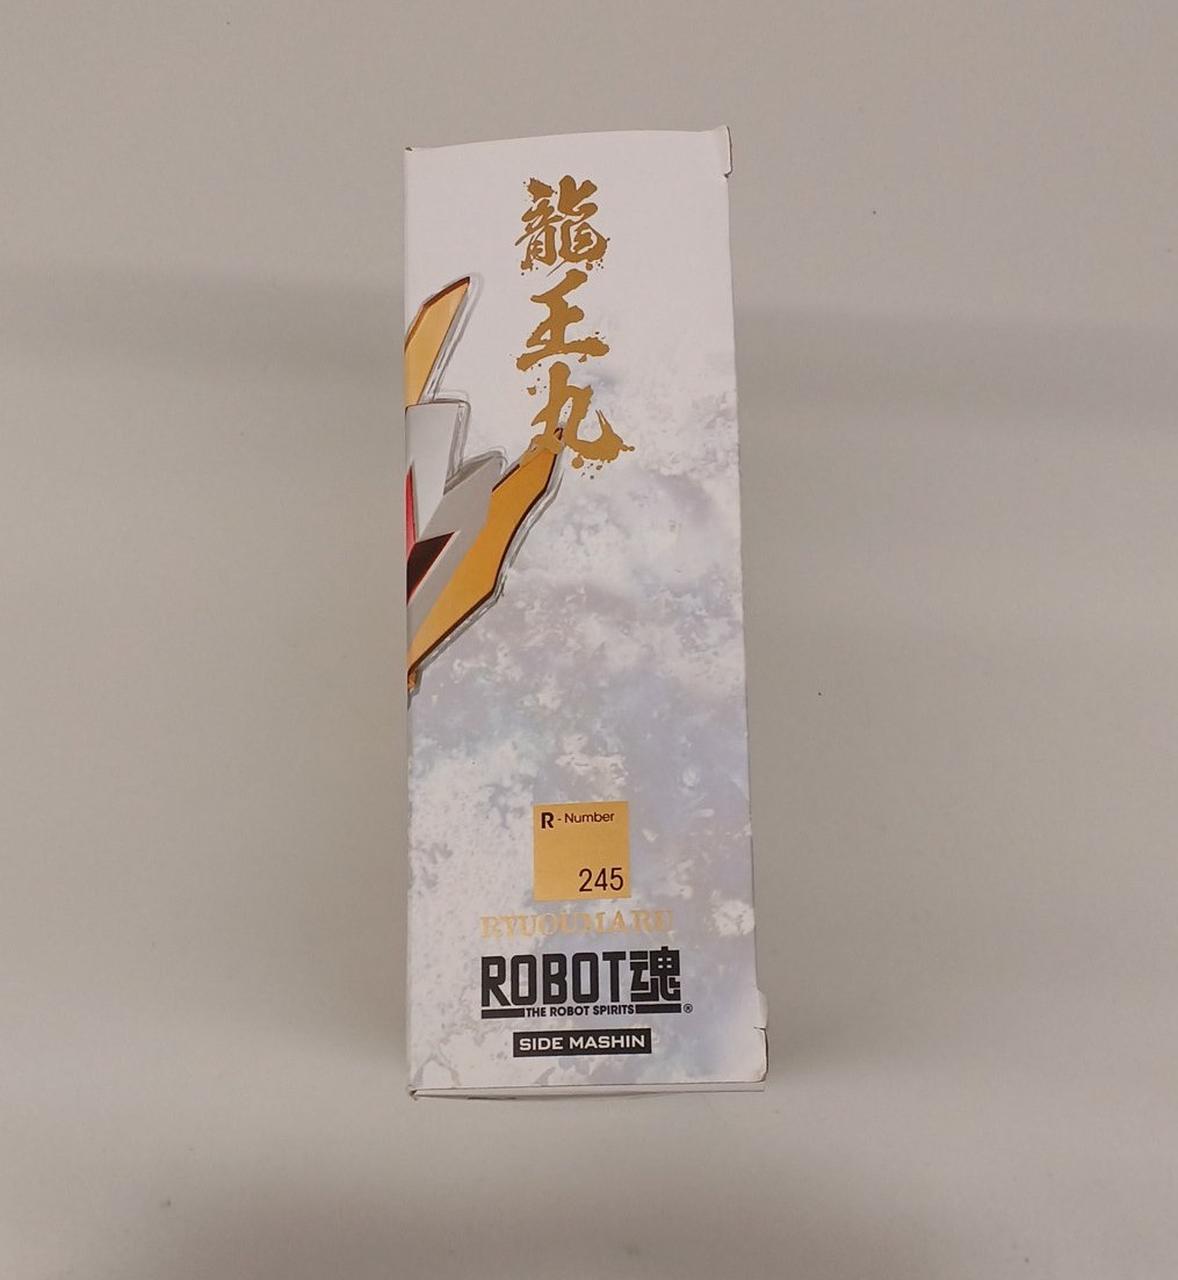 龍王丸
R - Number
245
RYUOUMARU
ROBOT魂
THE ROBOT SPIRITS ®
SIDE MASHIN